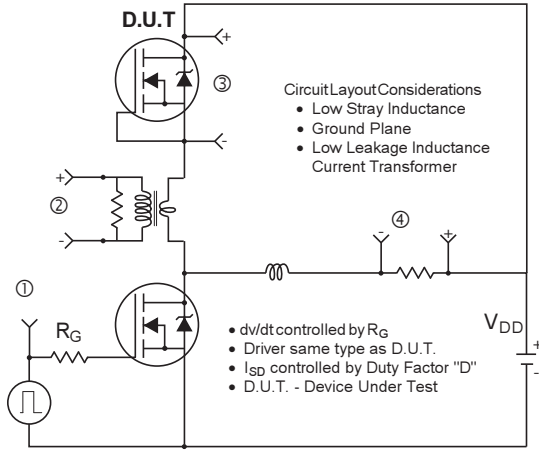 D.U.T
+
③
-
Circuit Layout Considerations
• Low Stray Inductance
• Ground Plane
• Low Leakage Inductance
Current Transformer
+
②
-
④
-
+
①
RG
• dv/dt controlled by RG
• Driver same type as D.U.T.
• ISD controlled by Duty Factor "D"
• D.U.T. - Device Under Test
VDD
+
-